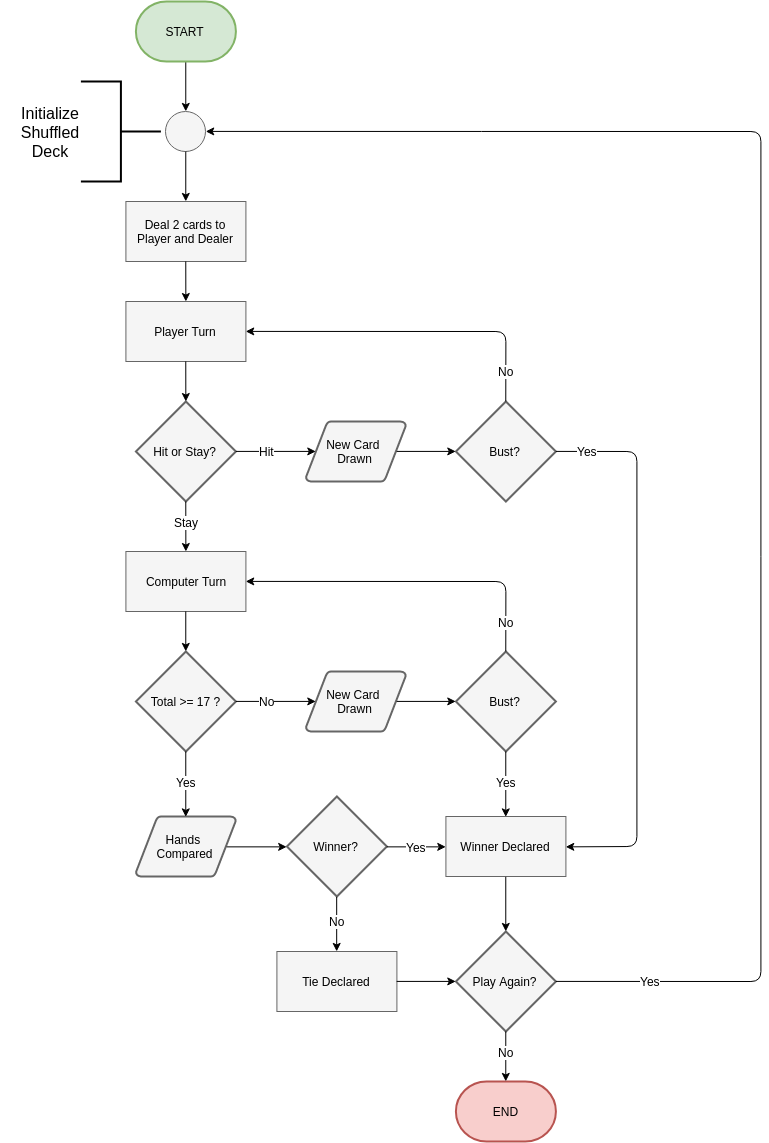 START
Initialize
Shuffled
Deck
Deal 2 cards to
Player and Dealer
Player Turn
No
Hit or Stay?
Hit
New Card
Drawn
Bust?
Yes
Stay
Computer Turn
No
Total >= 17 ?
No
New Card
Drawn
Bust?
Yes
Yes
Hands
Compared
Winner?
Yes
Winner Declared
No
Tie Declared
Play Again?
Yes
No
END